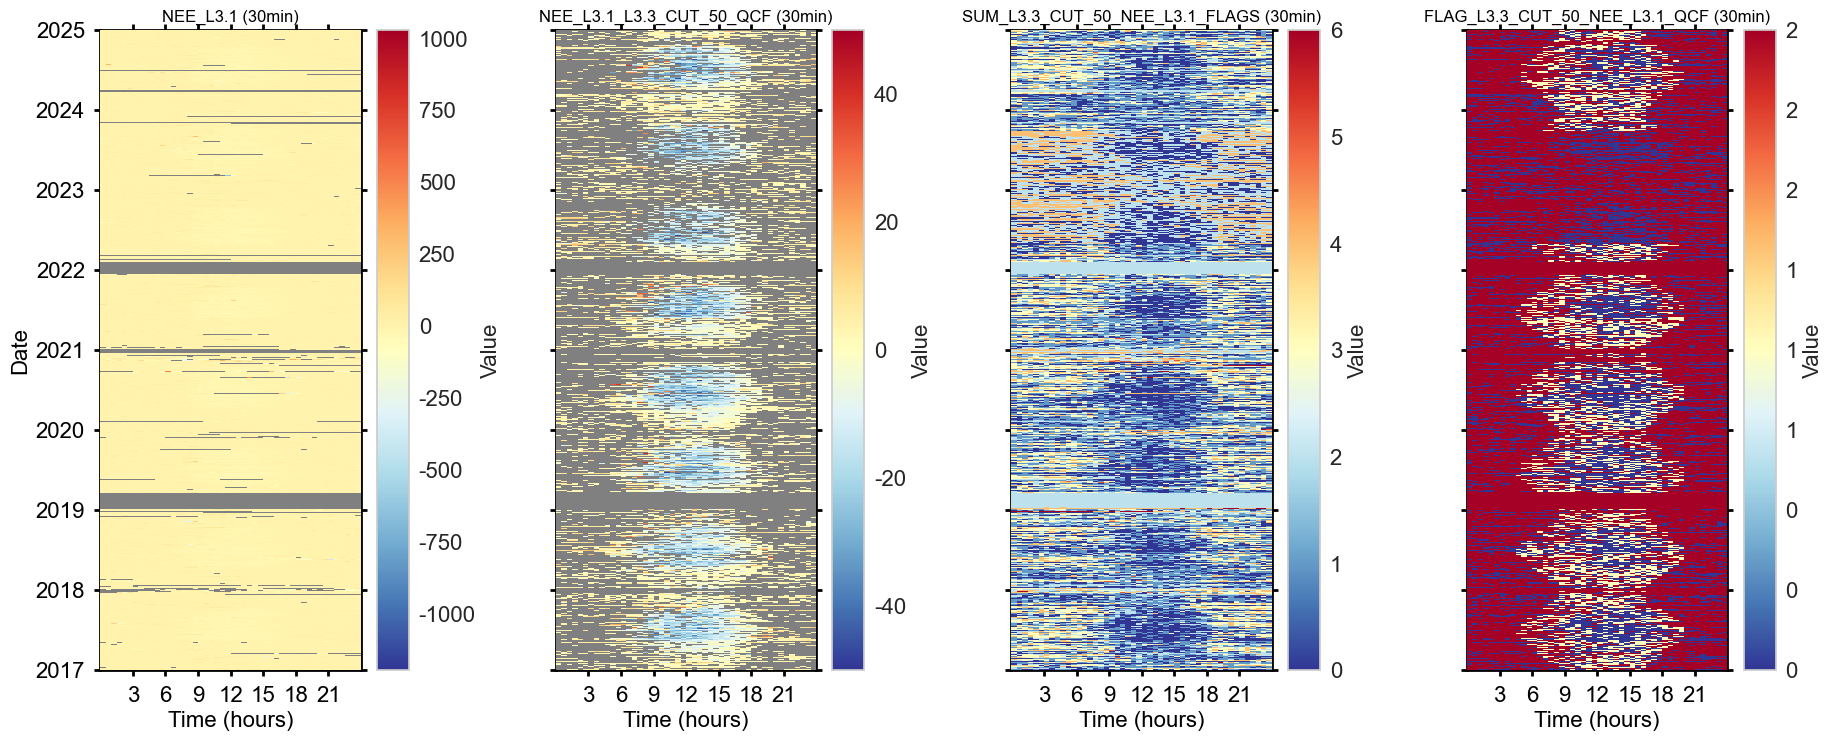 NEE_L3.1 (30min)
NEE_L3.1_L3.3_CUT_50_QCF (30min)
SUM_L3.3_CUT_50_NEE_L3.1_FLAGS (30min)
FLAG_L3.3_CUT_50_NEE_L3.1_QCF (30min)
Date
2025
2024
2023
2022
2021
2020
2019
2018
2017
3 6 9 12 15 18 21
Time (hours)
1000
750
500
250
0
-250
-500
-750
-1000
Value
3 6 9 12 15 18 21
Time (hours)
40
20
0
-20
-40
Value
3 6 9 12 15 18 21
Time (hours)
6
5
4
3
2
1
0
Value
3 6 9 12 15 18 21
Time (hours)
2
2
2
1
1
1
0
0
0
Value